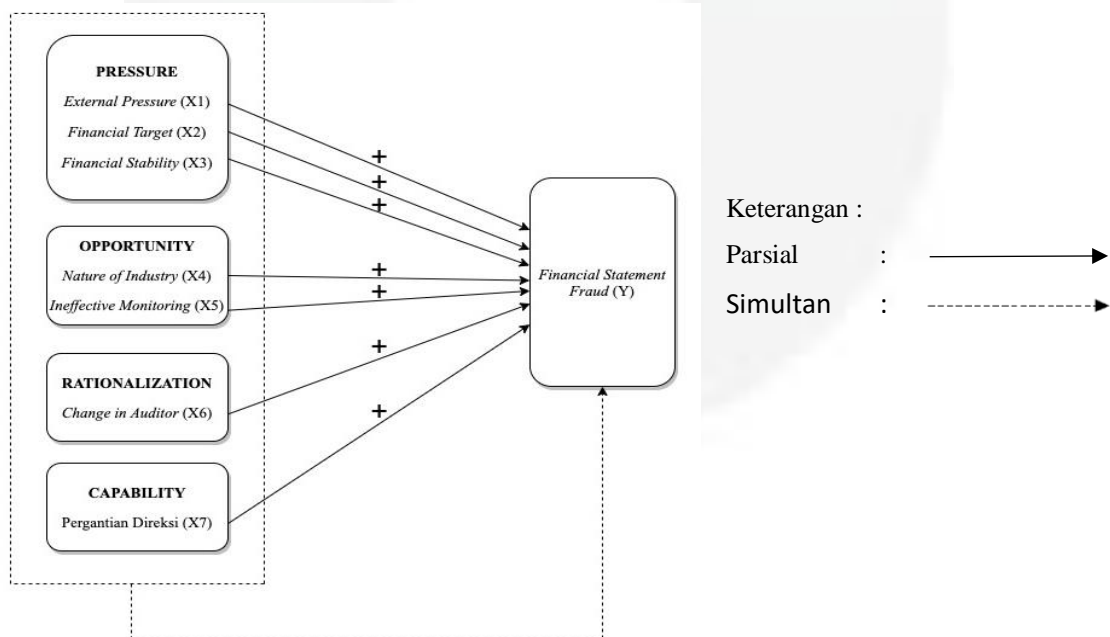 PRESSURE
External Pressure (X1)
Financial Target (X2)
Financial Stability (X3)
+
+
+
OPPORTUNITY
Nature of Industry (X4)
Ineffective Monitoring (X5)
+
+
RATIONALIZATION
Change in Auditor (X6)
+
CAPABILITY
Pergantian Direksi (X7)
+
Financial Statement
Fraud (Y)
Keterangan :
Parsial :
Simultan :